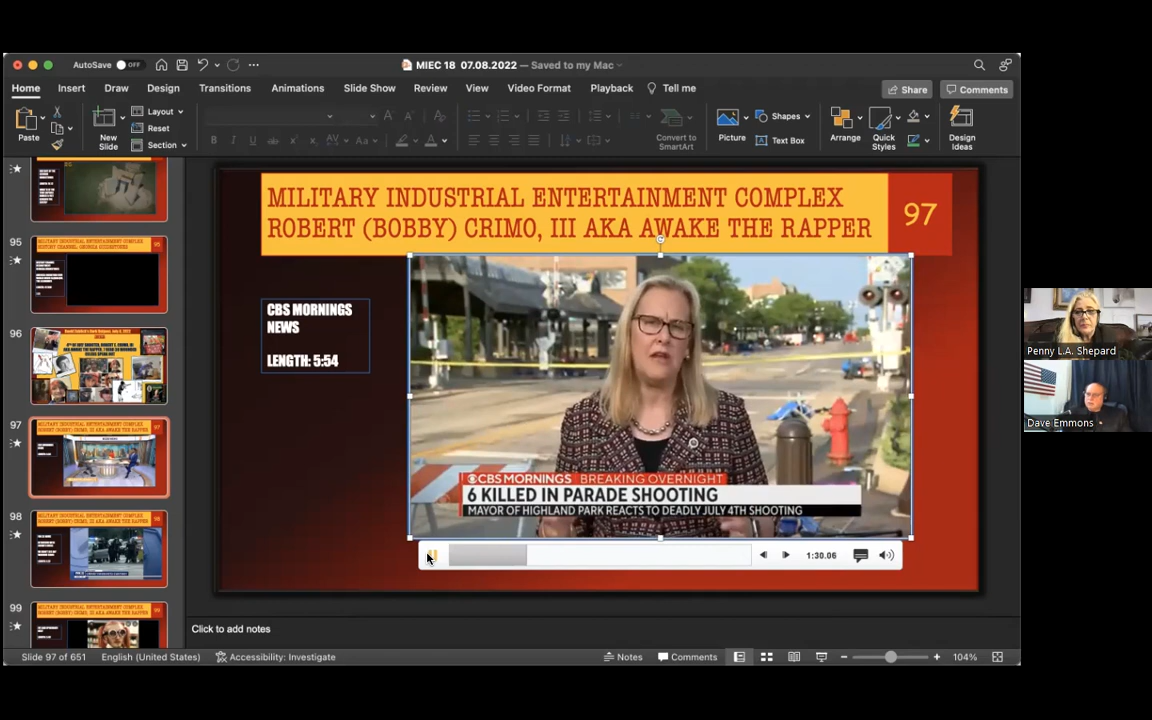 AutoSave OFF
MIEC 18 07.08.2022 — Saved to my Mac
Home Insert Draw Design Transitions Animations Slide Show Review View Video Format Playback Tell me
Share Comments
Paste
New
Slide
Layout
Reset
Section
B I U
Convert to
SmartArt
Picture
Shapes
Text Box
Arrange
Quick
Styles
Design
Ideas
95
96
97
98
99
MILITARY INDUSTRIAL ENTERTAINMENT COMPLEX
ROBERT (BOBBY) CRIMO, III AKA AWAKE THE RAPPER
97
CBS MORNINGS
NEWS
LENGTH: 5:54
CBS MORNINGS BREAKING OVERNIGHT
6 KILLED IN PARADE SHOOTING
MAYOR OF HIGHLAND PARK REACTS TO DEADLY JULY 4TH SHOOTING
1:30.06
Click to add notes
Slide 97 of 651 English (United States) Accessibility: Investigate
Notes Comments 104%
Penny L.A. Shepard
Dave Emmons